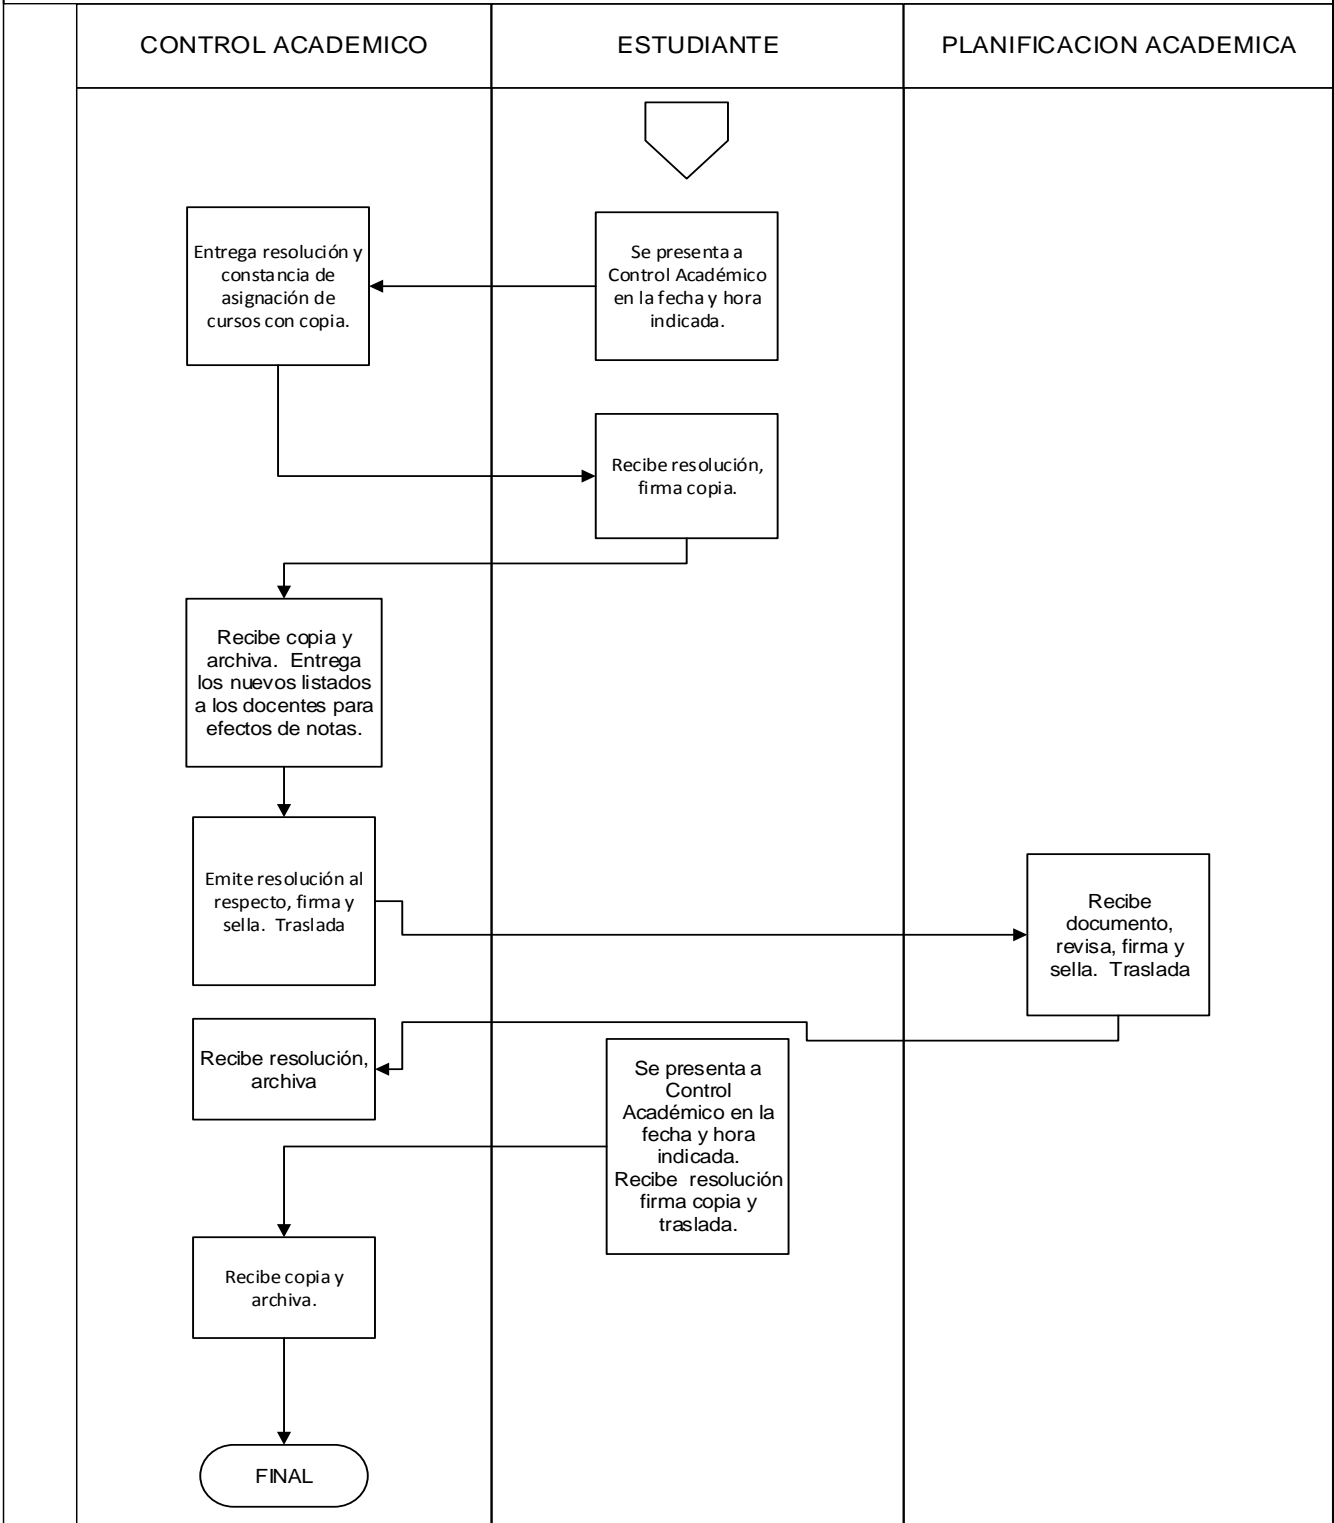 CONTROL ACADEMICO
ESTUDIANTE
PLANIFICACION ACADEMICA
Entrega resolución y
constancia de
asignación de
cursos con copia.
Se presenta a
Control Académico
en la fecha y hora
indicada.
Recibe resolución,
firma copia.
Recibe copia y
archiva.  Entrega
los nuevos listados
a los docentes para
efectos de notas.
Emite resolución al
respecto, firma y
sella.  Traslada
Recibe
documento,
revisa, firma y
sella.  Traslada
Recibe resolución,
archiva
Se presenta a
Control
Académico en la
fecha y hora
indicada.
Recibe  resolución
firma copia y
traslada.
Recibe copia y
archiva.
FINAL